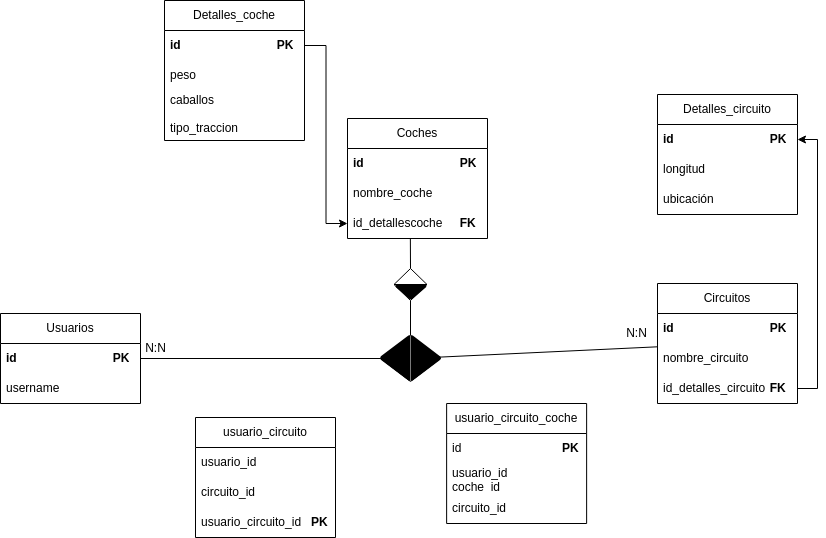 Detalles_coche
id PK
peso
caballos
tipo_traccion
Coches
id PK
nombre_coche
id_detallescoche FK
Detalles_circuito
id PK
longitud
ubicación
Usuarios
id PK
username
N:N
N:N
Circuitos
id PK
nombre_circuito
id_detalles_circuito FK
usuario_circuito
usuario_id
circuito_id
usuario_circuito_id PK
usuario_circuito_coche
id PK
usuario_id
coche_id
circuito_id